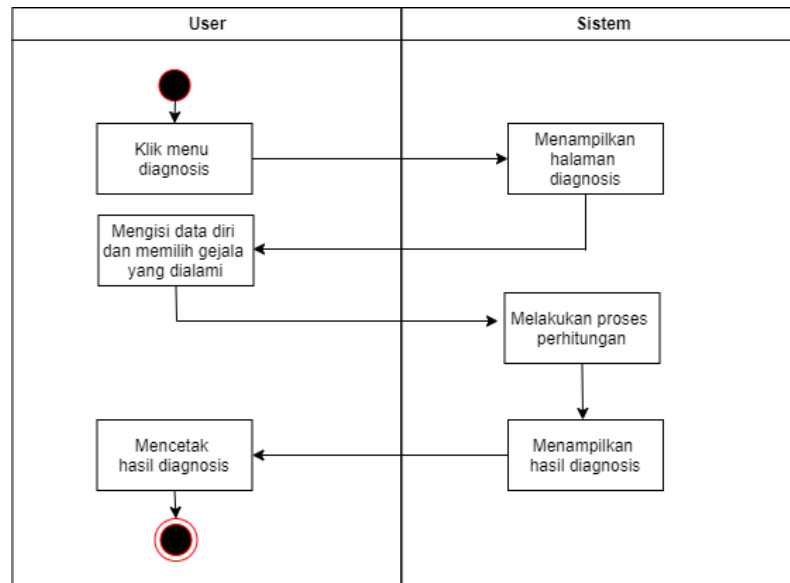 User
Sistem
Klik menu
diagnosis
Menampilkan
halaman
diagnosis
Mengisi data diri
dan memilih gejala
yang dialami
Melakukan proses
perhitungan
Menampilkan
hasil diagnosis
Mencetak
hasil diagnosis